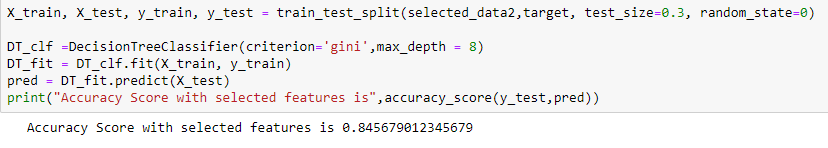 X_train, X_test, y_train, y_test = train_test_split(selected_data2,target, test_size=0.3, random_state=0)
DT_clf =DecisionTreeClassifier(criterion='gini',max_depth = 8)
DT_fit = DT_clf.fit(X_train, y_train)
pred = DT_fit.predict(X_test)
print("Accuracy Score with selected features is",accuracy_score(y_test,pred))
Accuracy Score with selected features is 0.845679012345679